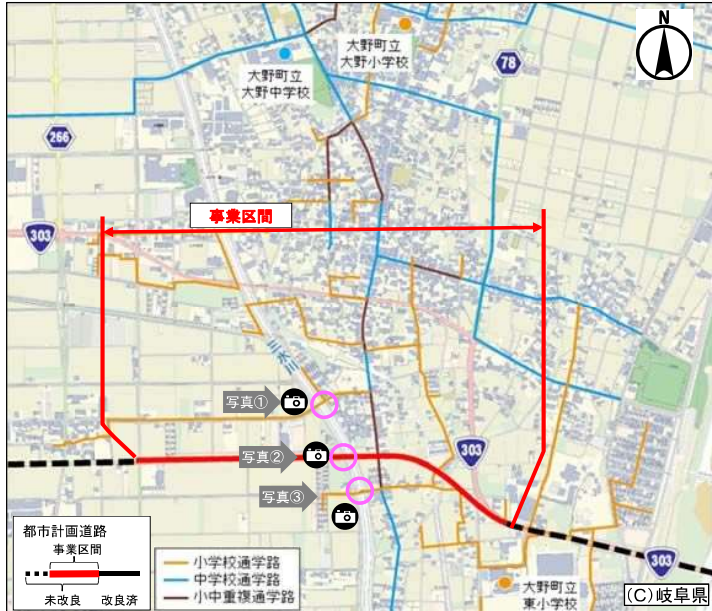 N
大野町立
大野小学校
大野町立
大野中学校
78
266
事業区間
303
三水川
写真①
写真②
303
写真③
都市計画道路
事業区間
未改良 改良済
小学校通学路
中学校通学路
小中重複通学路
大野町立
東小学校
303
(C)岐阜県